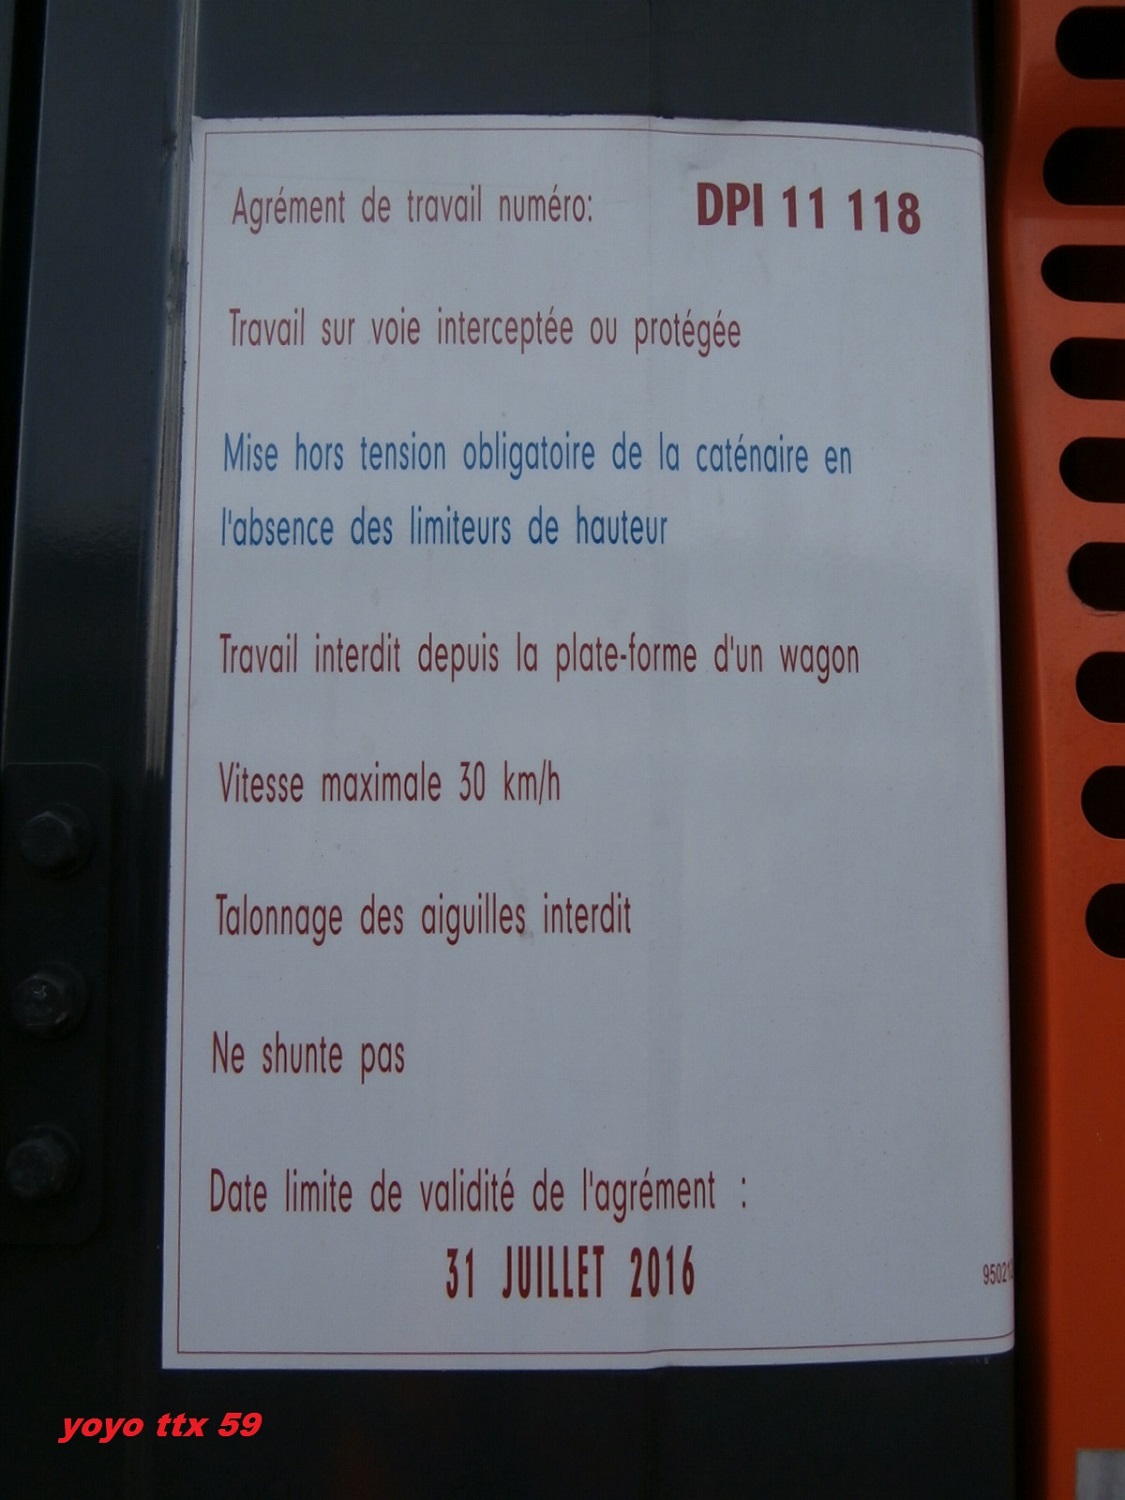 Agrément de travail numéro: DPI 11 118
Travail sur voie interceptée ou protégée
Mise hors tension obligatoire de la caténaire en
l'absence des limiteurs de hauteur
Travail interdit depuis la plate-forme d'un wagon
Vitesse maximale 30 km/h
Talonnage des aiguilles interdit
Ne shunte pas
Date limite de validité de l'agrément :
31 JUILLET 2016
yoyo ttx 59